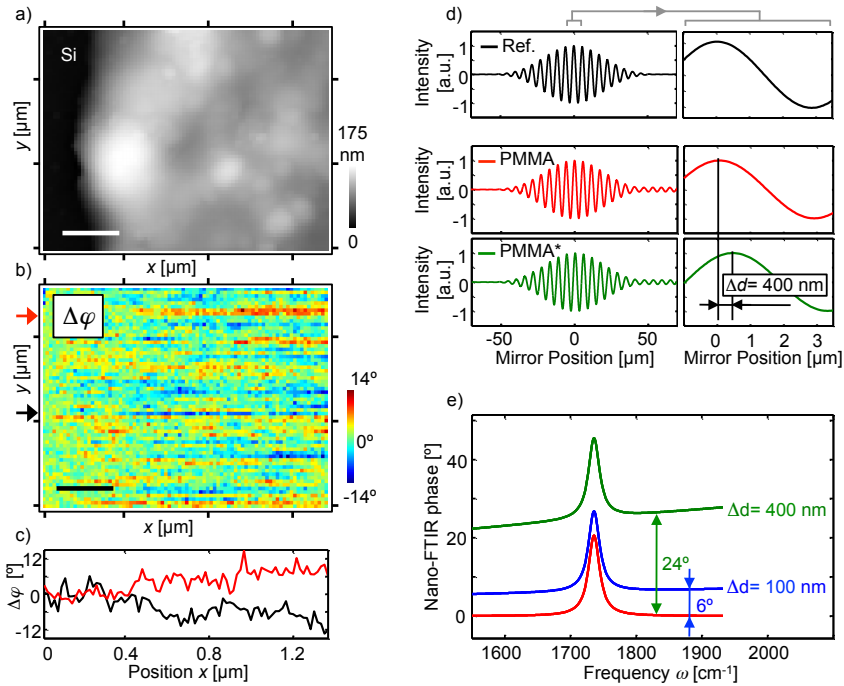 a)
Si
175
nm
0
y [µm]
x [µm]
b)
Δφ
14º
0º
-14º
y [µm]
x [µm]
c)
12
0
-12
Δφ [º]
0
0.4
0.8
1.2
Position x [µm]
d)
Ref.
Intensity
[a.u.]
1
0
-1
PMMA
Intensity
[a.u.]
1
0
-1
PMMA*
Intensity
[a.u.]
1
0
-1
Δd= 400 nm
-50
0
50
Mirror Position [µm]
0
1
2
3
Mirror Position [µm]
e)
Nano-FTIR phase [º]
40
20
0
Δd= 400 nm
24º
Δd= 100 nm
6º
1600
1700
1800
1900
2000
Frequency ω [cm⁻¹]